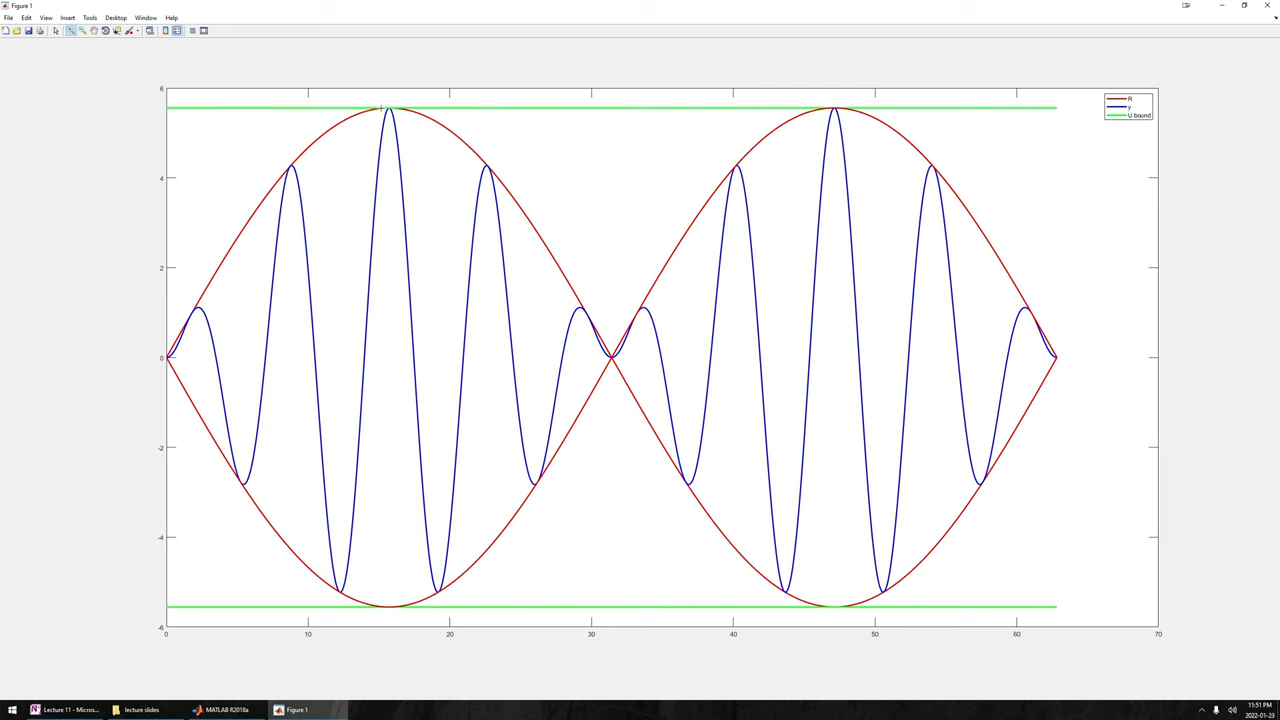 Figure 1
File Edit View Insert Tools Desktop Window Help
6
4
2
0
-2
-4
-6
0 10 20 30 40 50 60 70
R
y
U bound
Lecture 11 - Micros...
lecture slides
MATLAB R2018a
Figure 1
11:51 PM
2022-01-23